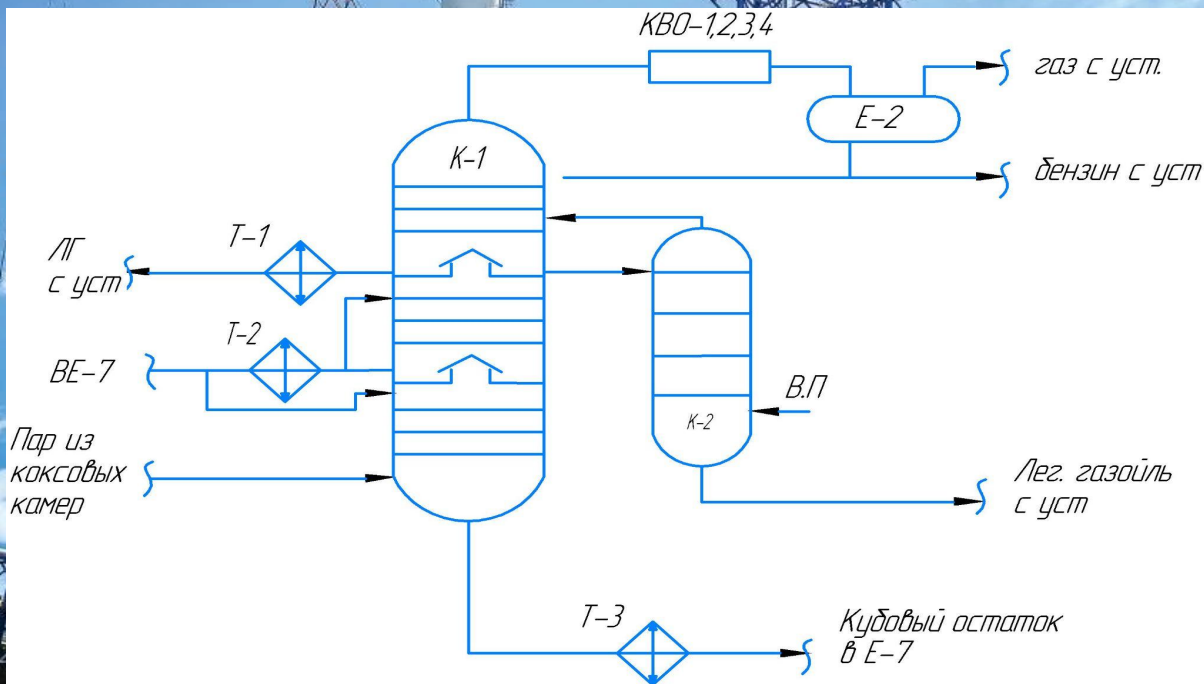 КВО-1,2,3,4
газ с уст.
Е-2
К-1
бензин с уст
Т-1
ЛГ
с уст
Т-2
ВЕ-7
В.П
К-2
Пар из
коксовых
камер
Лег. газойль
с уст
Т-3
Кубовый остаток
в Е-7